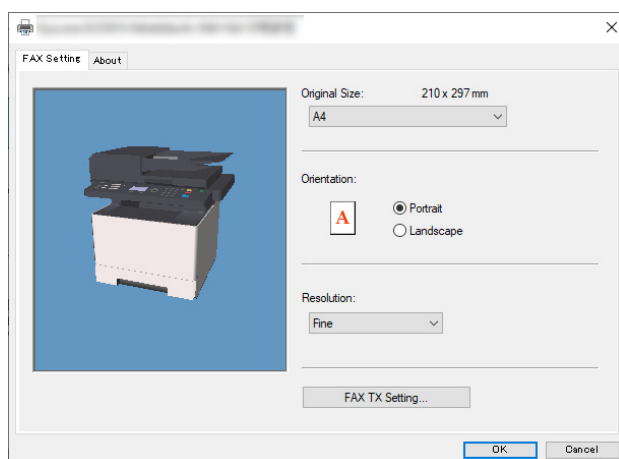 FAX Setting
About
Original Size: 210 x 297 mm
A4
Orientation:
A
Portrait
Landscape
Resolution:
Fine
FAX TX Setting...
OK
Cancel